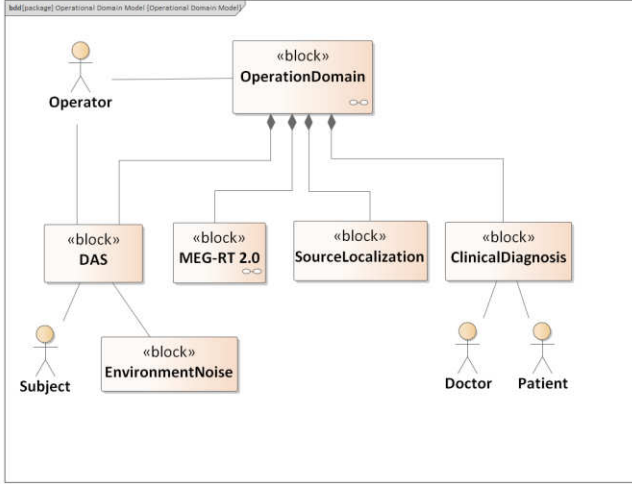 bdd [package] Operational Domain Model [Operational Domain Model]
«block»
OperationDomain
Operator
«block»
DAS
«block»
MEG-RT 2.0
«block»
SourceLocalization
«block»
ClinicalDiagnosis
Subject
«block»
EnvironmentNoise
Doctor
Patient